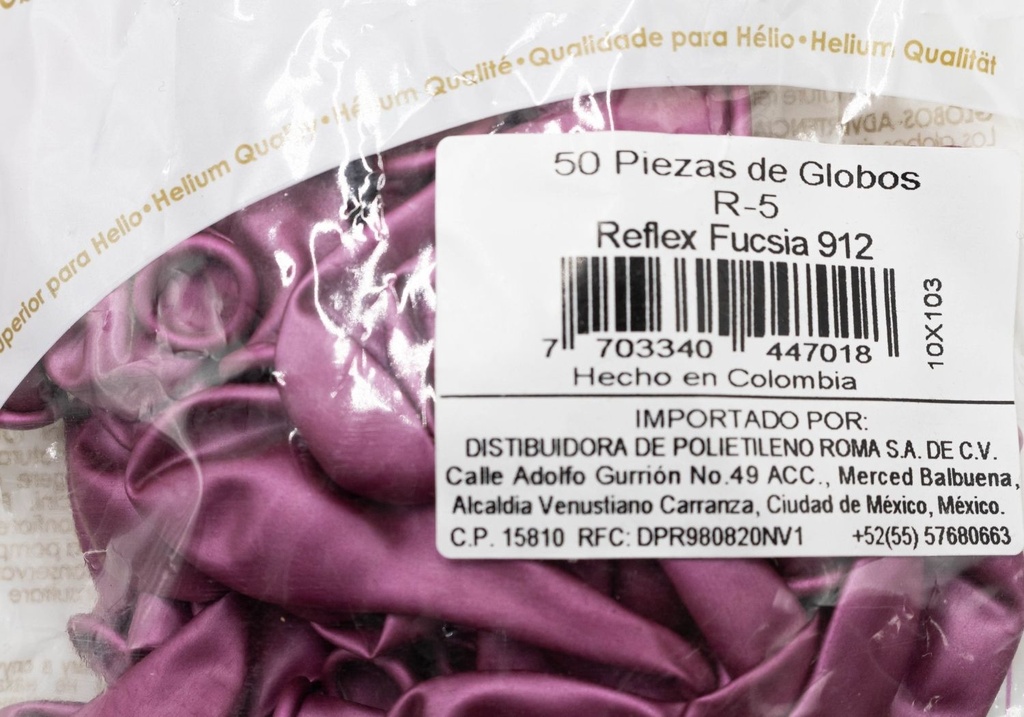 Superior para Helio • Helium Quality • Hélium Qualité • Qualidade para Hélio • Helium Qualität
50 Piezas de Globos
R-5
Reflex Fucsia 912
7 703340 447018
10X103
Hecho en Colombia
IMPORTADO POR:
DISTIBUIDORA DE POLIETILENO ROMA S.A. DE C.V.
Calle Adolfo Gurrión No.49 ACC., Merced Balbuena,
Alcaldia Venustiano Carranza, Ciudad de México, México.
C.P. 15810 RFC: DPR980820NV1 +52(55) 57680663